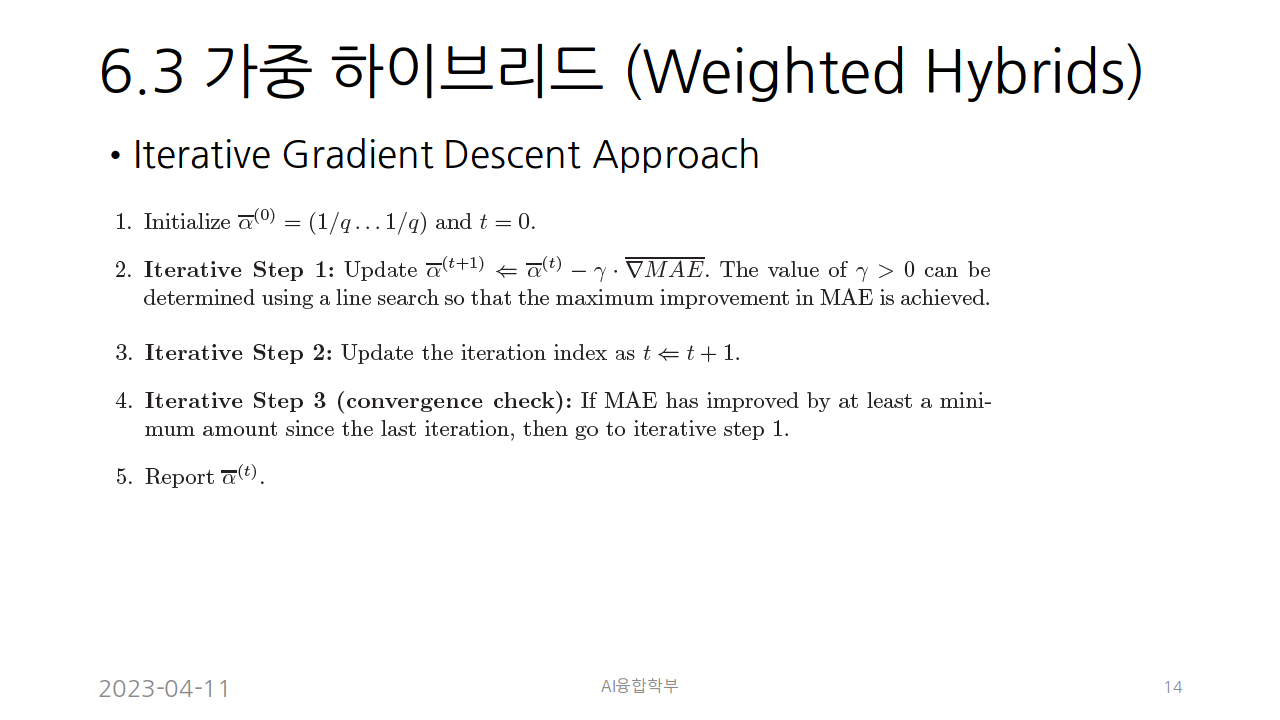 6.3 가중 하이브리드 (Weighted Hybrids)
• Iterative Gradient Descent Approach
1. Initialize $\overline{\alpha}^{(0)} = (1/q \ldots 1/q)$ and $t = 0$.
2. Iterative Step 1: Update $\overline{\alpha}^{(t+1)} \Leftarrow \overline{\alpha}^{(t)} - \gamma \cdot \overline{\nabla MAE}$. The value of $\gamma > 0$ can be
determined using a line search so that the maximum improvement in MAE is achieved.
3. Iterative Step 2: Update the iteration index as $t \Leftarrow t + 1$.
4. Iterative Step 3 (convergence check): If MAE has improved by at least a mini-
mum amount since the last iteration, then go to iterative step 1.
5. Report $\overline{\alpha}^{(t)}$.
2023-04-11
AI융합학부
14